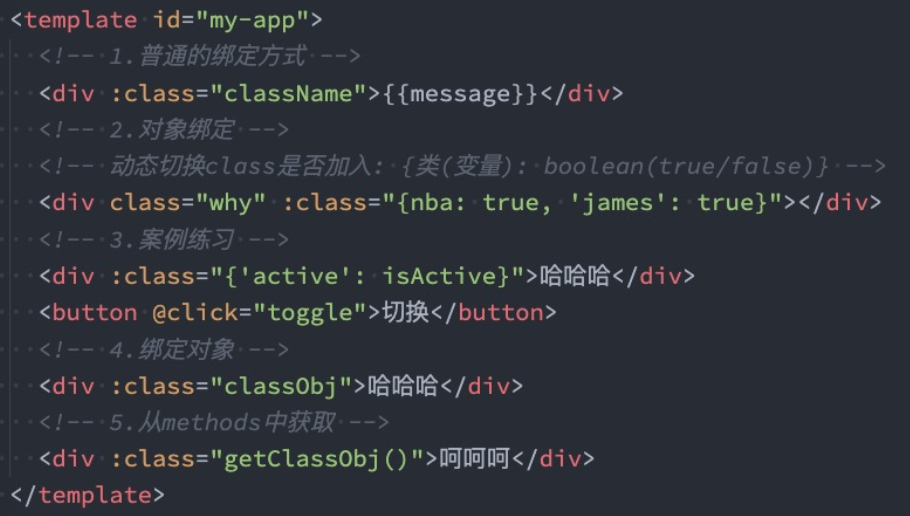 <template id="my-app">
<!-- 1.普通的绑定方式 -->
<div :class="className">{{message}}</div>
<!-- 2.对象绑定 -->
<!-- 动态切换class是否加入: {类(变量): boolean(true/false)} -->
<div class="why" :class="{nba: true, 'james': true}"></div>
<!-- 3.案例练习 -->
<div :class="{'active': isActive}">哈哈哈</div>
<button @click="toggle">切换</button>
<!-- 4.绑定对象 -->
<div :class="classObj">哈哈哈</div>
<!-- 5.从methods中获取 -->
<div :class="getClassObj()">呵呵呵</div>
</template>